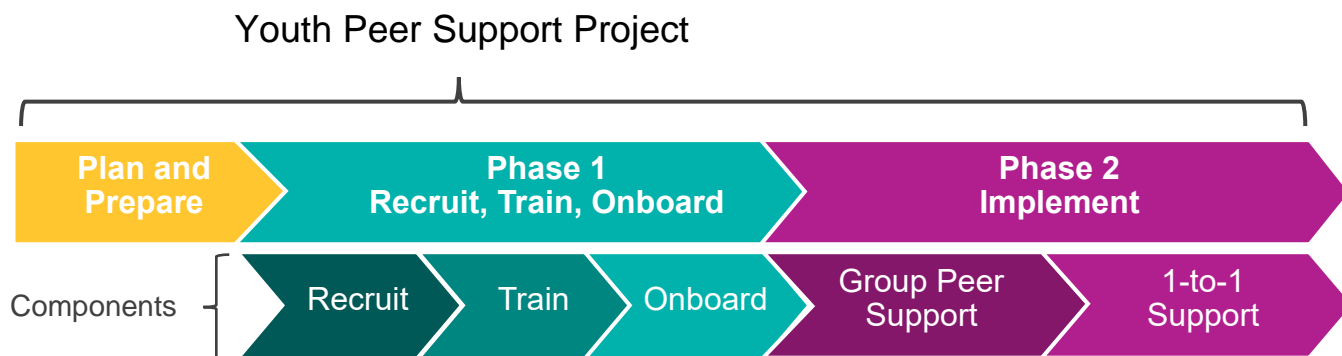 Youth Peer Support Project
Plan and
Prepare
Phase 1
Recruit, Train, Onboard
Phase 2
Implement
Components
Recruit
Train
Onboard
Group Peer
Support
1-to-1
Support